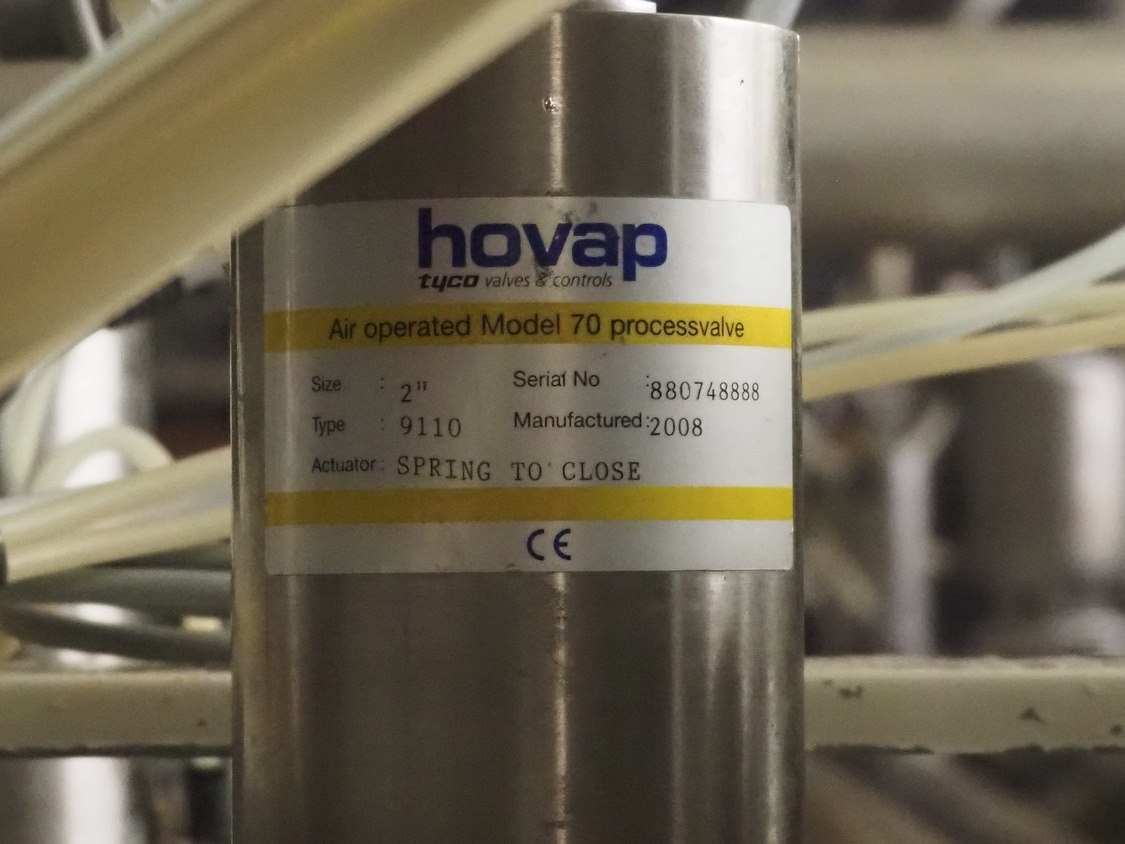 hovap
tyco valves & controls
Air operated Model 70 processvalve
Size : 2" Serial No : 880748888
Type : 9110 Manufactured : 2008
Actuator : SPRING TO CLOSE
CE